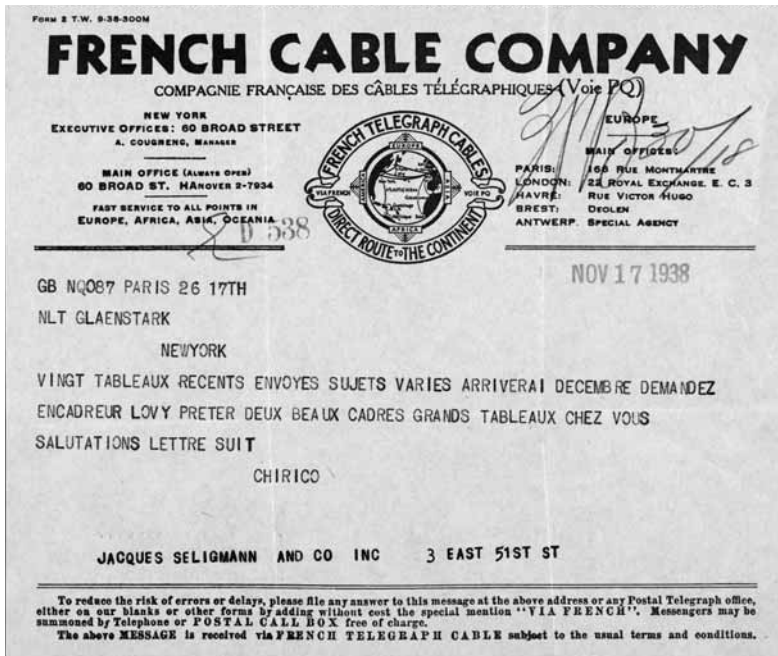 FORM 2 T.W. 9-38-300M
FRENCH CABLE COMPANY
COMPAGNIE FRANÇAISE DES CÂBLES TÉLÉGRAPHIQUES (Voie PQ)
NEW YORK
EXECUTIVE OFFICES: 60 BROAD STREET
A. COUGRENC, MANAGER
MAIN OFFICE (ALWAYS OPEN)
60 BROAD ST. HANOVER 2-7934
FAST SERVICE TO ALL POINTS IN
EUROPE, AFRICA, ASIA, OCEANIA
D 538
FRENCH TELEGRAPH CABLES
EUROPE
VIA FRENCH
VOIE PQ
AFRICA
DIRECT ROUTE TO THE CONTINENT
EUROPE
MAIN OFFICES:
PARIS: 166 RUE MONTMARTRE
LONDON: 22 ROYAL EXCHANGE. E. C. 3
HAVRE: RUE VICTOR HUGO
BREST: DEOLEN
ANTWERP. SPECIAL AGENCY
NOV 17 1938
GB NQ087 PARIS 26 17TH
NLT GLAENSTARK
NEWYORK
VINGT TABLEAUX RECENTS ENVOYES SUJETS VARIES ARRIVERAI DECEMBRE DEMANDEZ
ENCADREUR LOVY PRETER DEUX BEAUX CADRES GRANDS TABLEAUX CHEZ VOUS
SALUTATIONS LETTRE SUIT
CHIRICO
JACQUES SELIGMANN AND CO INC 3 EAST 51ST ST
To reduce the risk of errors or delays, please file any answer to this message at the above address or any Postal Telegraph office,
either on our blanks or other forms by adding without cost the special mention "VIA FRENCH". Messengers may be
summoned by Telephone or POSTAL CALL BOX free of charge.
The above MESSAGE is received via FRENCH TELEGRAPH CABLE subject to the usual terms and conditions.